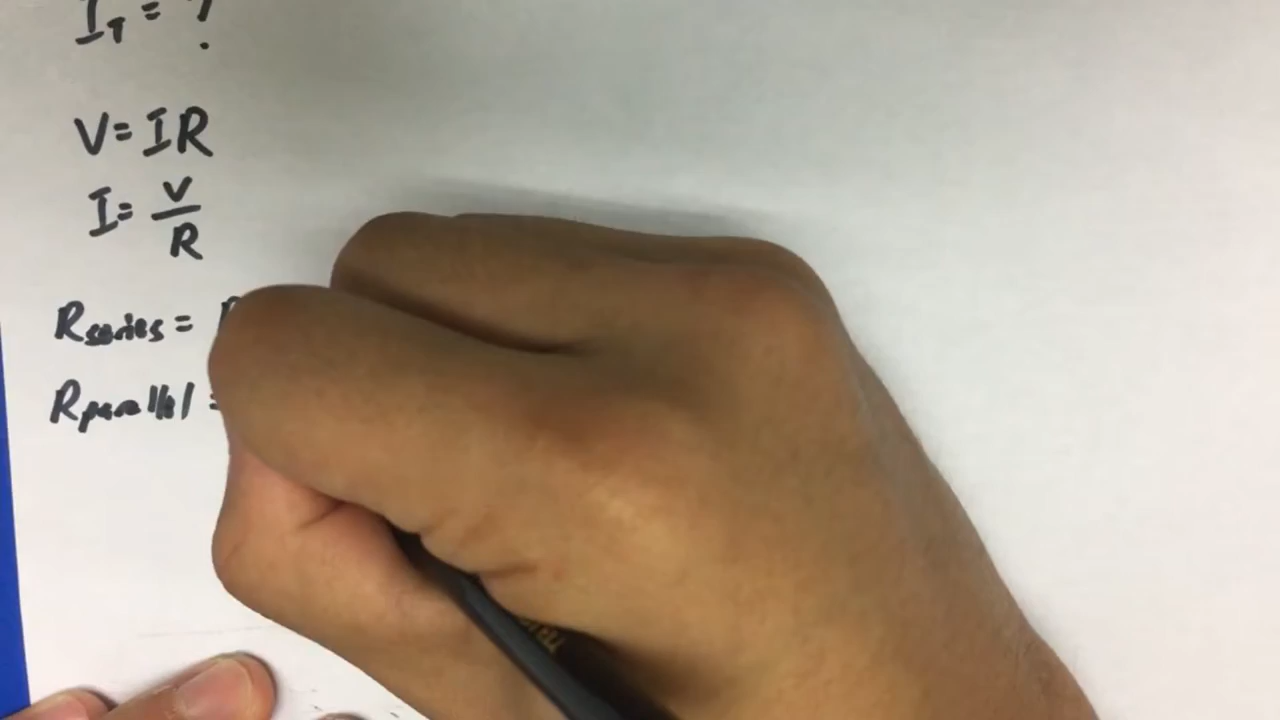 I_T = ?
V = IR
I = V/R
R_series =
R_parallel =